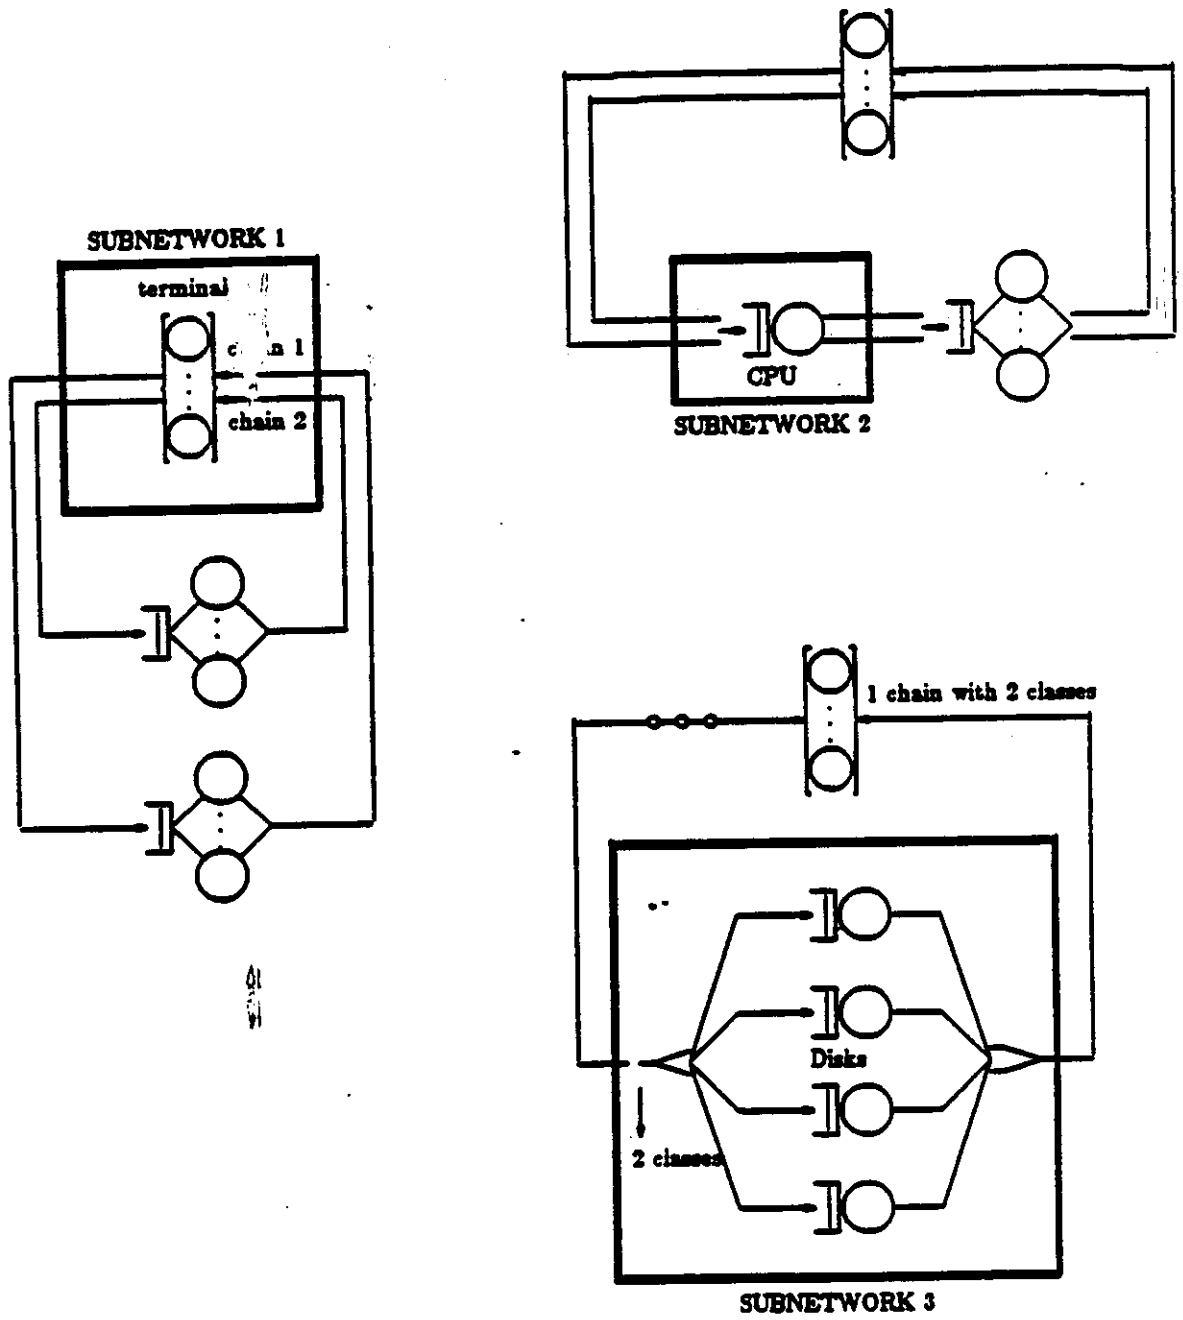 SUBNETWORK 1
terminal
1
chain 2
CPU
SUBNETWORK 2
1 chain with 2 classes
Disks
2 classes
SUBNETWORK 3